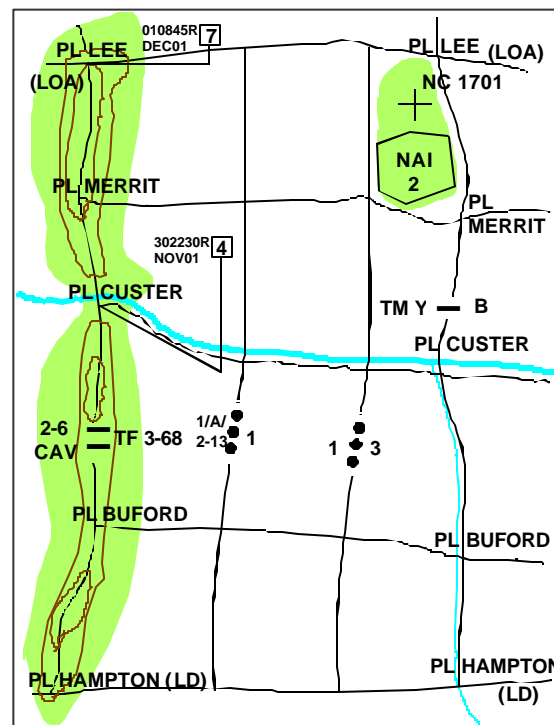 010845R
DEC01
7
PL LEE
(LOA)
PL LEE (LOA)
NC 1701
NAI
2
PL MERRIT
PL
MERRIT
302230R
NOV01
4
PL CUSTER
TM Y B
PL CUSTER
1/A/
2-13 1
1 3
2-6
CAV
TF 3-68
PL BUFORD
PL BUFORD
PL HAMPTON (LD)
PL HAMPTON
(LD)